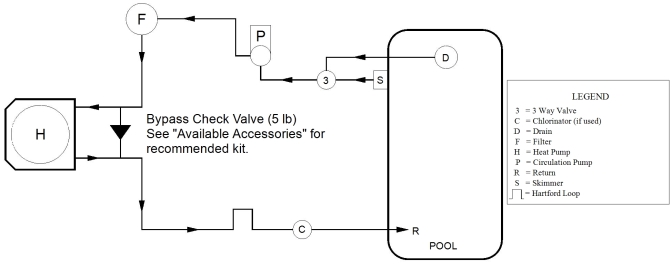 F
P
D
3
S
Bypass Check Valve (5 lb)
See "Available Accessories" for
recommended kit.
H
C
R
POOL
LEGEND
3 = 3 Way Valve
C = Chlorinator (if used)
D = Drain
F = Filter
H = Heat Pump
P = Circulation Pump
R = Return
S = Skimmer
= Hartford Loop